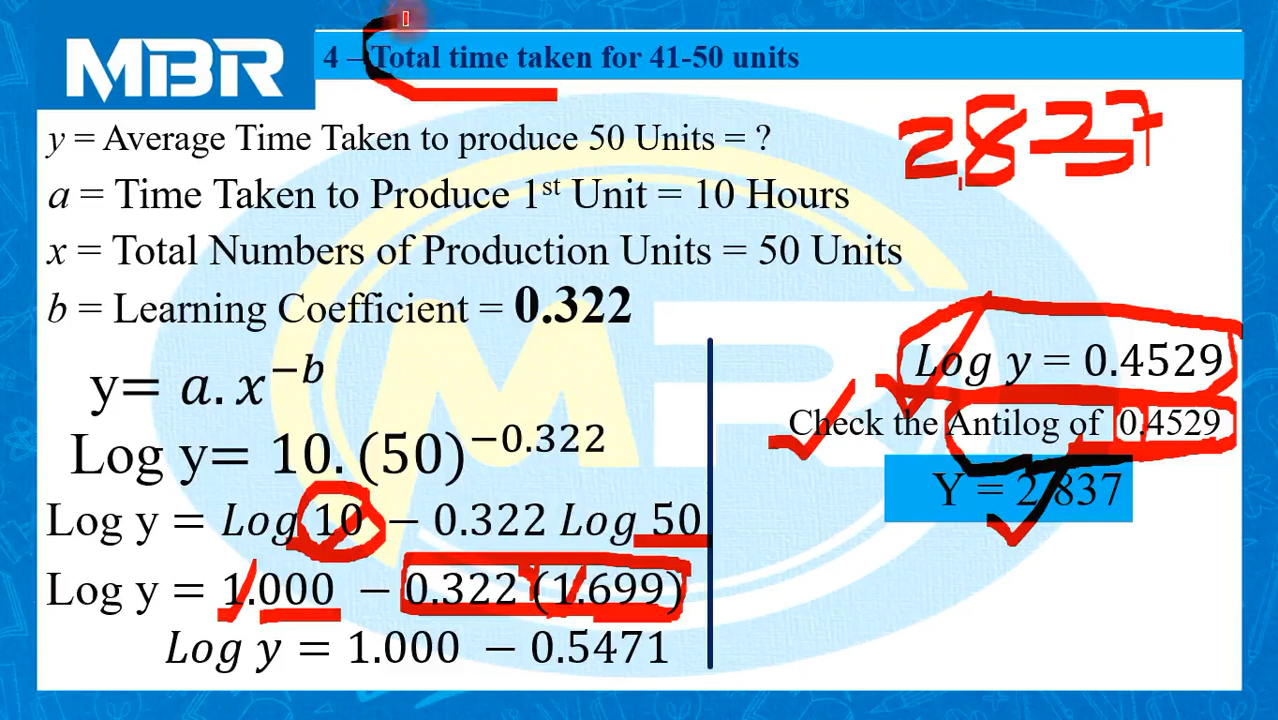 MBR
4 – Total time taken for 41-50 units
2.837
y = Average Time Taken to produce 50 Units = ?
a = Time Taken to Produce 1st Unit = 10 Hours
x = Total Numbers of Production Units = 50 Units
b = Learning Coefficient = 0.322
y= a.x^−b
Log y= 10.(50)^−0.322
Log y = Log 10 − 0.322 Log 50
Log y = 1.000 − 0.322 (1.699)
Log y = 1.000 − 0.5471
Log y = 0.4529
Check the Antilog of 0.4529
Y = 2.837